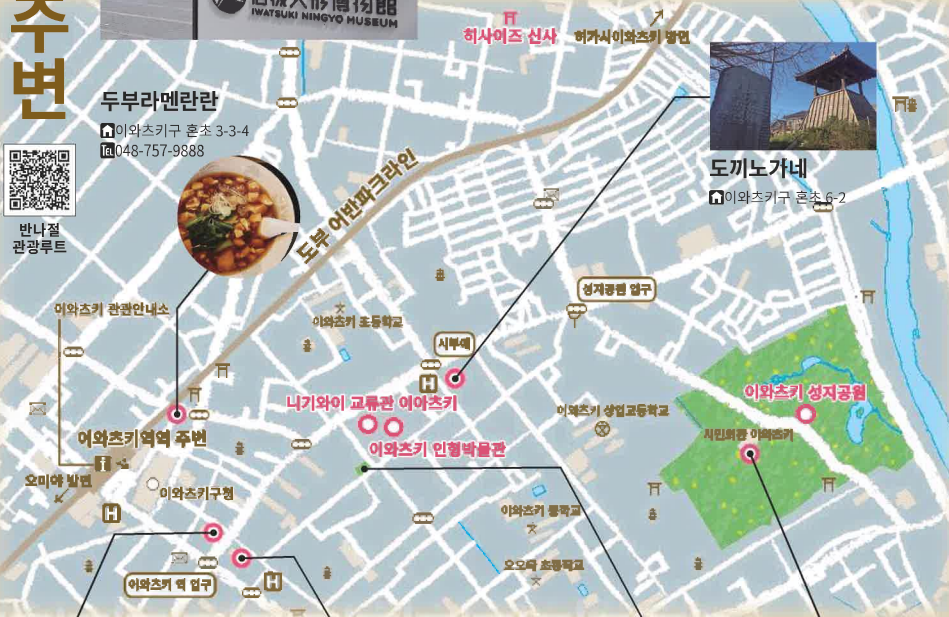 주변
IWATSUKI NINGYO MUSEUM
히사이즈 신사
허가시이와츠키 방면
두부라멘란란
이와츠키구 혼초 3-3-4
TEL 048-757-9888
반나절
관광루트
도부 어반파크라인
도끼노가네
이와츠키구 혼초 6-2
성지공원 입구
이와츠키 관관안내소
이와츠키 초등학교
시부에
니기와이 교류관 이아츠키
이와츠키 인형박물관
이와츠키 상업고등학교
이와츠키 성지공원
시민회관 이와츠키
이와츠키역역 주변
오미야 방면
이와츠키구청
H
이와츠키 중학교
오오타 초등학교
이와츠키 역 입구
H
H